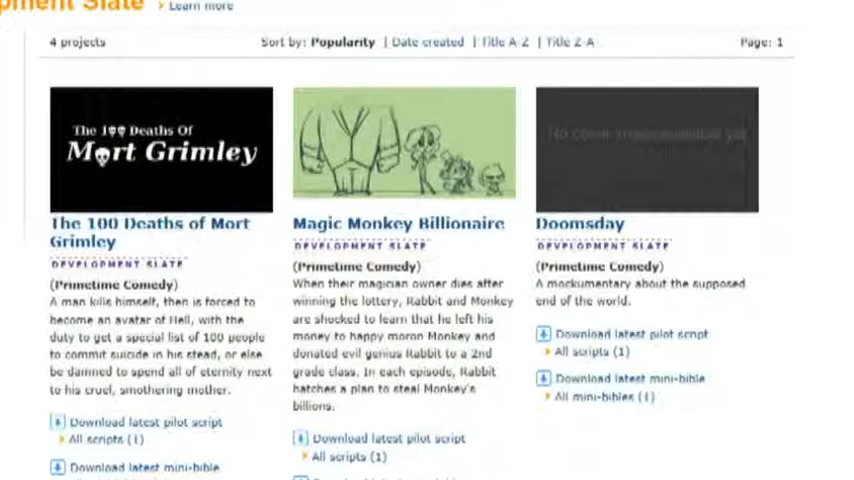 pment Slate Learn more
4 projects Sort by: Popularity | Date created | Title A-Z | Title Z-A Page: 1
The 100 Deaths Of
Mort Grimley
The 100 Deaths of Mort
Grimley
DEVELOPMENT SLATE
(Primetime Comedy)
A man kills himself, then is forced to
become an avatar of Hell, with the
duty to get a special list of 100 people
to commit suicide in his stead, or else
be damned to spend all of eternity next
to his cruel, smothering mother.
Download latest pilot script
All scripts (1)
Download latest mini-bible
Magic Monkey Billionaire
DEVELOPMENT SLATE
(Primetime Comedy)
When their magician owner dies after
winning the lottery, Rabbit and Monkey
are shocked to learn that he left his
money to happy moron Monkey and
donated evil genius Rabbit to a 2nd
grade class. In each episode, Rabbit
hatches a plan to steal Monkey's
billions.
Download latest pilot script
All scripts (1)
Doomsday
DEVELOPMENT SLATE
(Primetime Comedy)
A mockumentary about the supposed
end of the world.
Download latest pilot script
All scripts (1)
Download latest mini-bible
All mini-bibles (1)